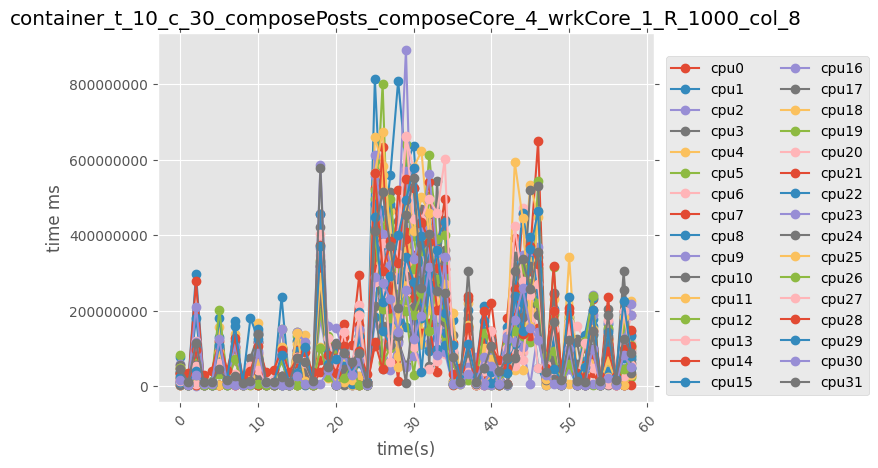 container_t_10_c_30_composePosts_composeCore_4_wrkCore_1_R_1000_col_8
800000000
600000000
400000000
200000000
0
time ms
0
10
20
30
40
50
60
time(s)
cpu0
cpu1
cpu2
cpu3
cpu4
cpu5
cpu6
cpu7
cpu8
cpu9
cpu10
cpu11
cpu12
cpu13
cpu14
cpu15
cpu16
cpu17
cpu18
cpu19
cpu20
cpu21
cpu22
cpu23
cpu24
cpu25
cpu26
cpu27
cpu28
cpu29
cpu30
cpu31